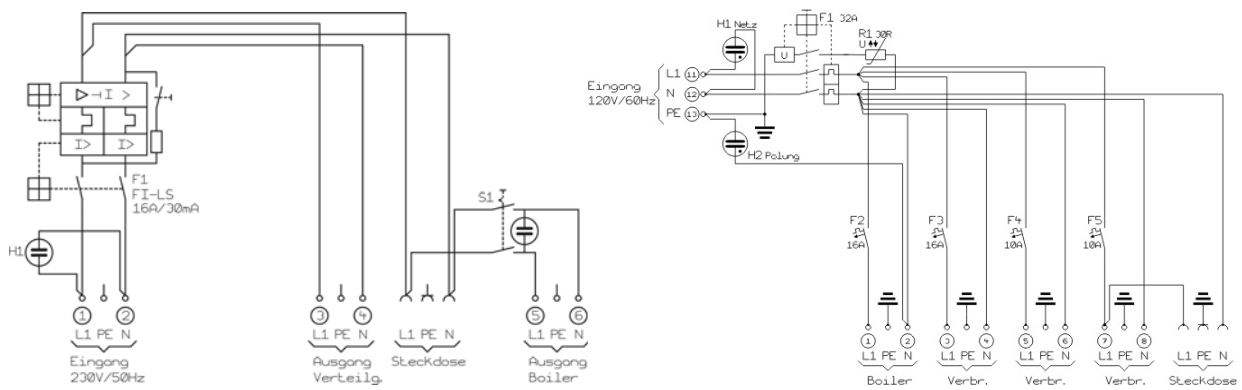 I >
I> I>
F1
FI-LS
16A/30mA
H1
S1
1 2 3 4 5 6
L1 PE N L1 PE N L1 PE N
Eingang
230V/50Hz
Ausgang
Verteilg.
Steckdose
Ausgang
Boiler
H1 Netz
F1 32A
R1 30R
U
U
Eingang
120V/60Hz
L1 11
N 12
PE 13
H2 Polung
F2
16A
F3
16A
F4
10A
F5
10A
1 2 3 4 5 6 7 8
L1 PE N L1 PE N L1 PE N L1 PE N L1 PE N
Boiler Verbr. Verbr. Verbr. Steckdose